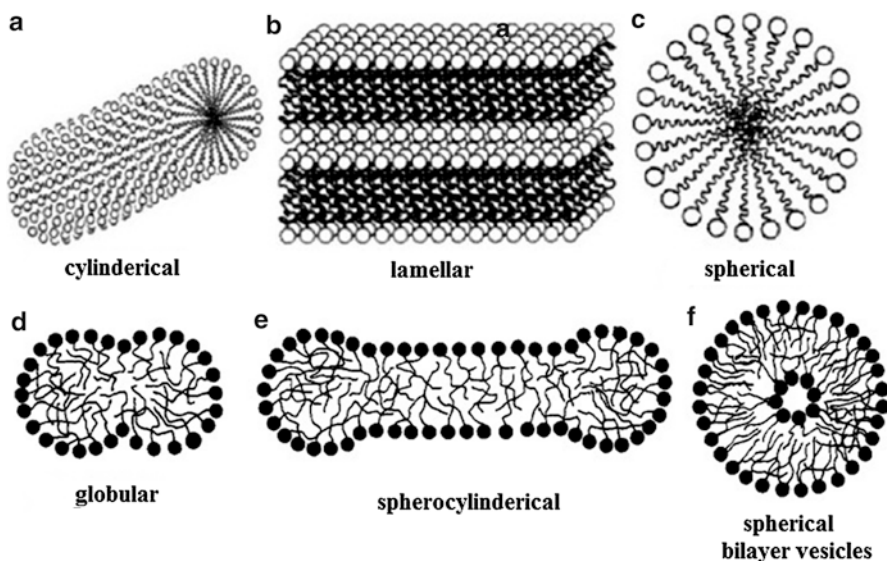 a
b
a
c
cylinderical
lamellar
spherical
d
e
f
globular
spherocylinderical
spherical
bilayer vesicles